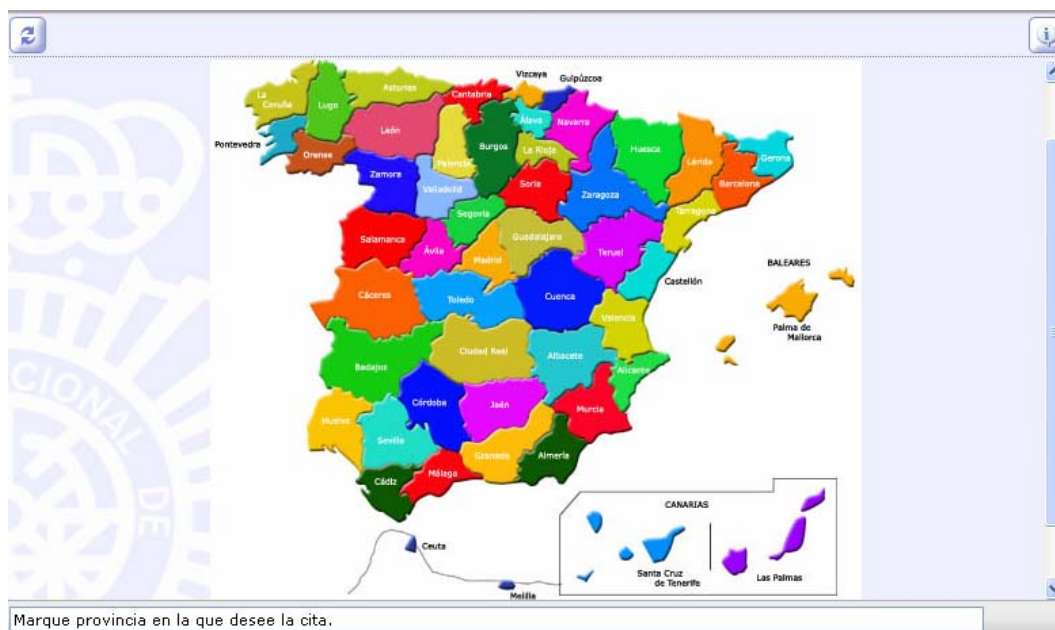 Vizcaya
Guipúzcoa
La
Coruña
Lugo
Asturias
Cantabria
Álava
Navarra
Pontevedra
Orense
León
Palencia
Burgos
La Rioja
Huesca
Lérida
Gerona
Barcelona
Zamora
Valladolid
Soria
Zaragoza
Tarragona
Segovia
Salamanca
Ávila
Madrid
Guadalajara
Teruel
Castellón
BALEARES
Cáceres
Toledo
Cuenca
Valencia
Palma de
Mallorca
Badajoz
Ciudad Real
Albacete
Alicante
Huelva
Sevilla
Córdoba
Jaén
Murcia
Cádiz
Málaga
Granada
Almería
CANARIAS
Santa Cruz
de Tenerife
Las Palmas
Ceuta
Melilla
CIONAL DE
Marque provincia en la que desee la cita.